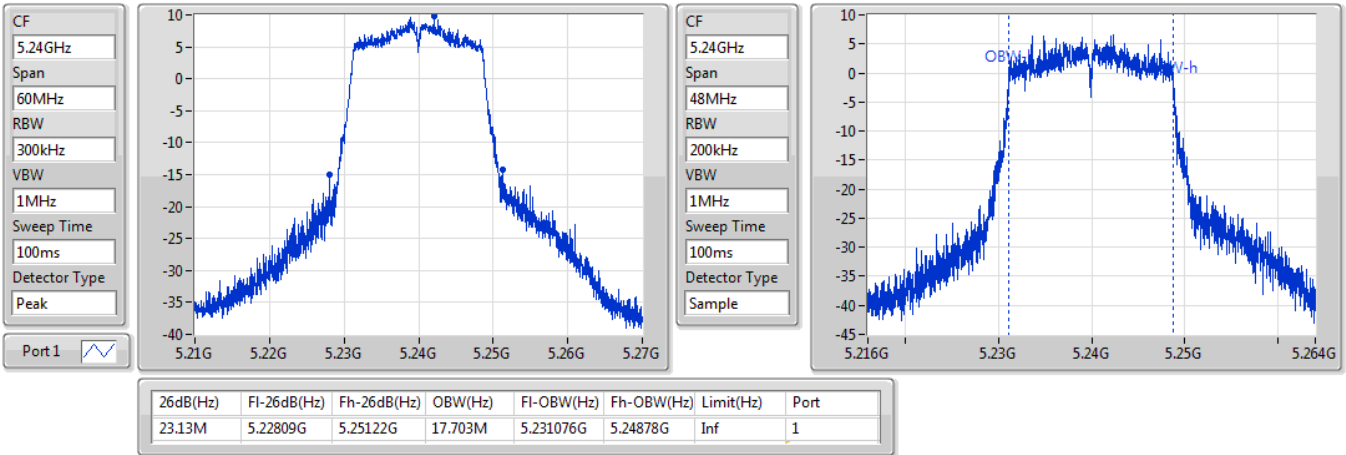 CF
5.24GHz
Span
60MHz
RBW
300kHz
VBW
1MHz
Sweep Time
100ms
Detector Type
Peak
Port 1
10
5
0
-5
-10
-15
-20
-25
-30
-35
-40
5.21G 5.22G 5.23G 5.24G 5.25G 5.26G 5.27G
CF
5.24GHz
Span
48MHz
RBW
200kHz
VBW
1MHz
Sweep Time
100ms
Detector Type
Sample
10
5
0
-5
-10
-15
-20
-25
-30
-35
-40
-45
5.216G 5.23G 5.24G 5.25G 5.264G
26dB(Hz) Fl-26dB(Hz) Fh-26dB(Hz) OBW(Hz) Fl-OBW(Hz) Fh-OBW(Hz) Limit(Hz) Port
23.13M 5.22809G 5.25122G 17.703M 5.231076G 5.24878G Inf 1